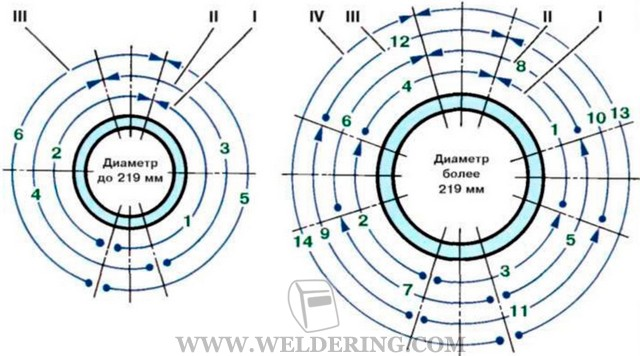 III II I
6
2
4
3
5
1
Диаметр
до 219 мм
IV III II I
12
8
4
6
1 10 13
Диаметр
более
219 мм
14 9 2
3
5
7
11
WWW.WELDERING.COM